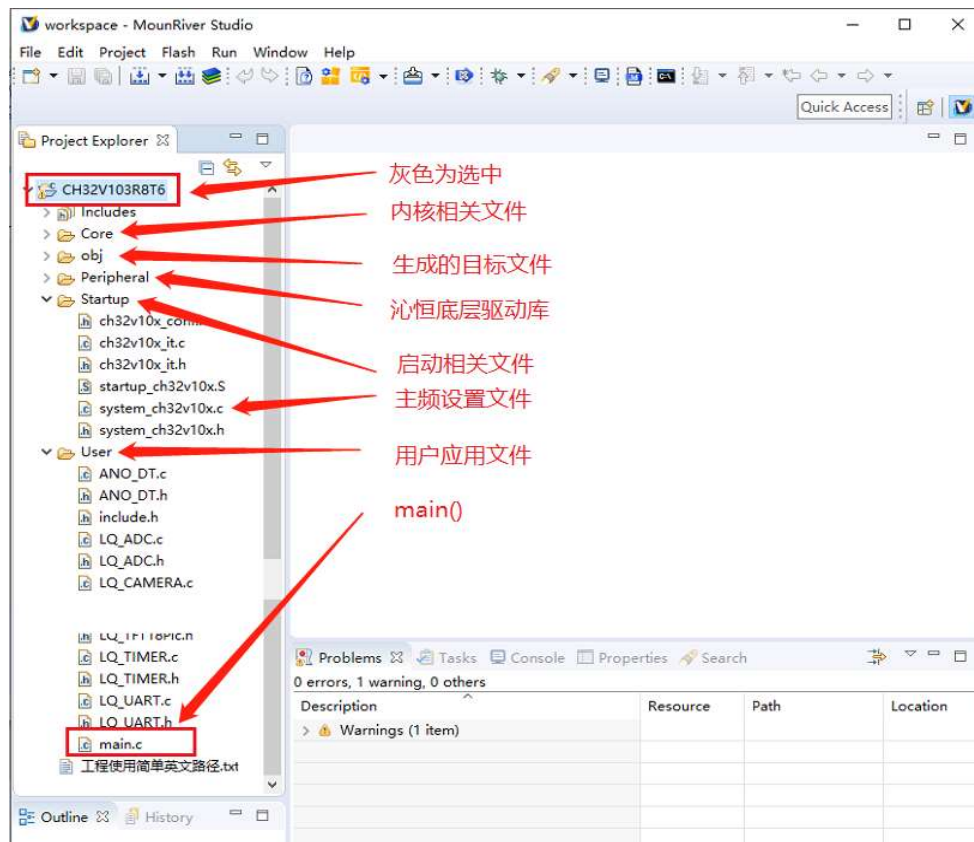 workspace - MounRiver Studio
File Edit Project Flash Run Window Help
Quick Access
Project Explorer
CH32V103R8T6
Includes
Core
obj
Peripheral
Startup
ch32v10x_it.c
ch32v10x_it.h
startup_ch32v10x.S
system_ch32v10x.c
system_ch32v10x.h
User
ANO_DT.c
ANO_DT.h
include.h
LQ_ADC.c
LQ_ADC.h
LQ_CAMERA.c
LQ_TIMER.c
LQ_TIMER.h
LQ_UART.c
LQ_UART.h
main.c
工程使用简单英文路径.txt
Outline History
灰色为选中
内核相关文件
生成的目标文件
沁恒底层驱动库
启动相关文件
主频设置文件
用户应用文件
main()
Problems Tasks Console Properties Search
0 errors, 1 warning, 0 others
Description Resource Path Location
Warnings (1 item)